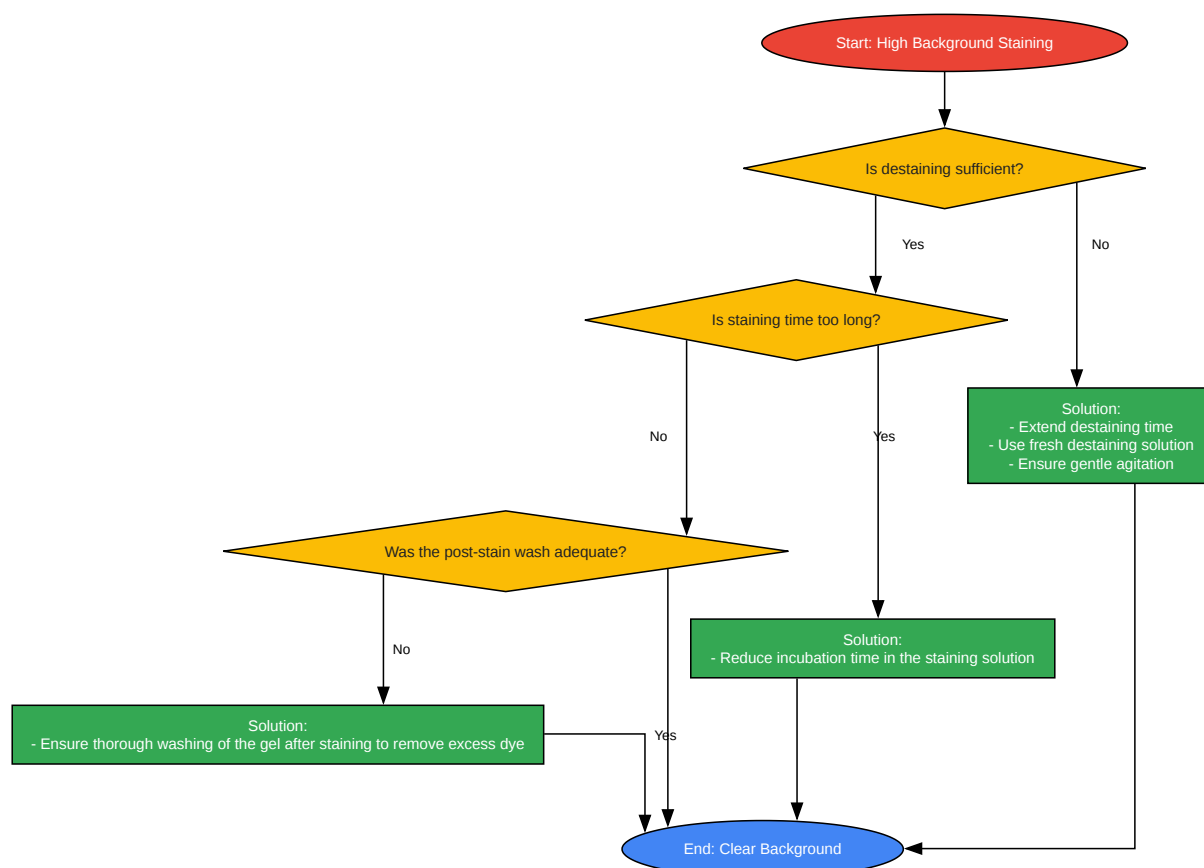 Start: High Background Staining
Is destaining sufficient?
Yes
No
Is staining time too long?
Solution:
- Extend destaining time
- Use fresh destaining solution
- Ensure gentle agitation
No
Yes
Was the post-stain wash adequate?
Solution:
- Reduce incubation time in the staining solution
No
Solution:
- Ensure thorough washing of the gel after staining to remove excess dye
Yes
End: Clear Background